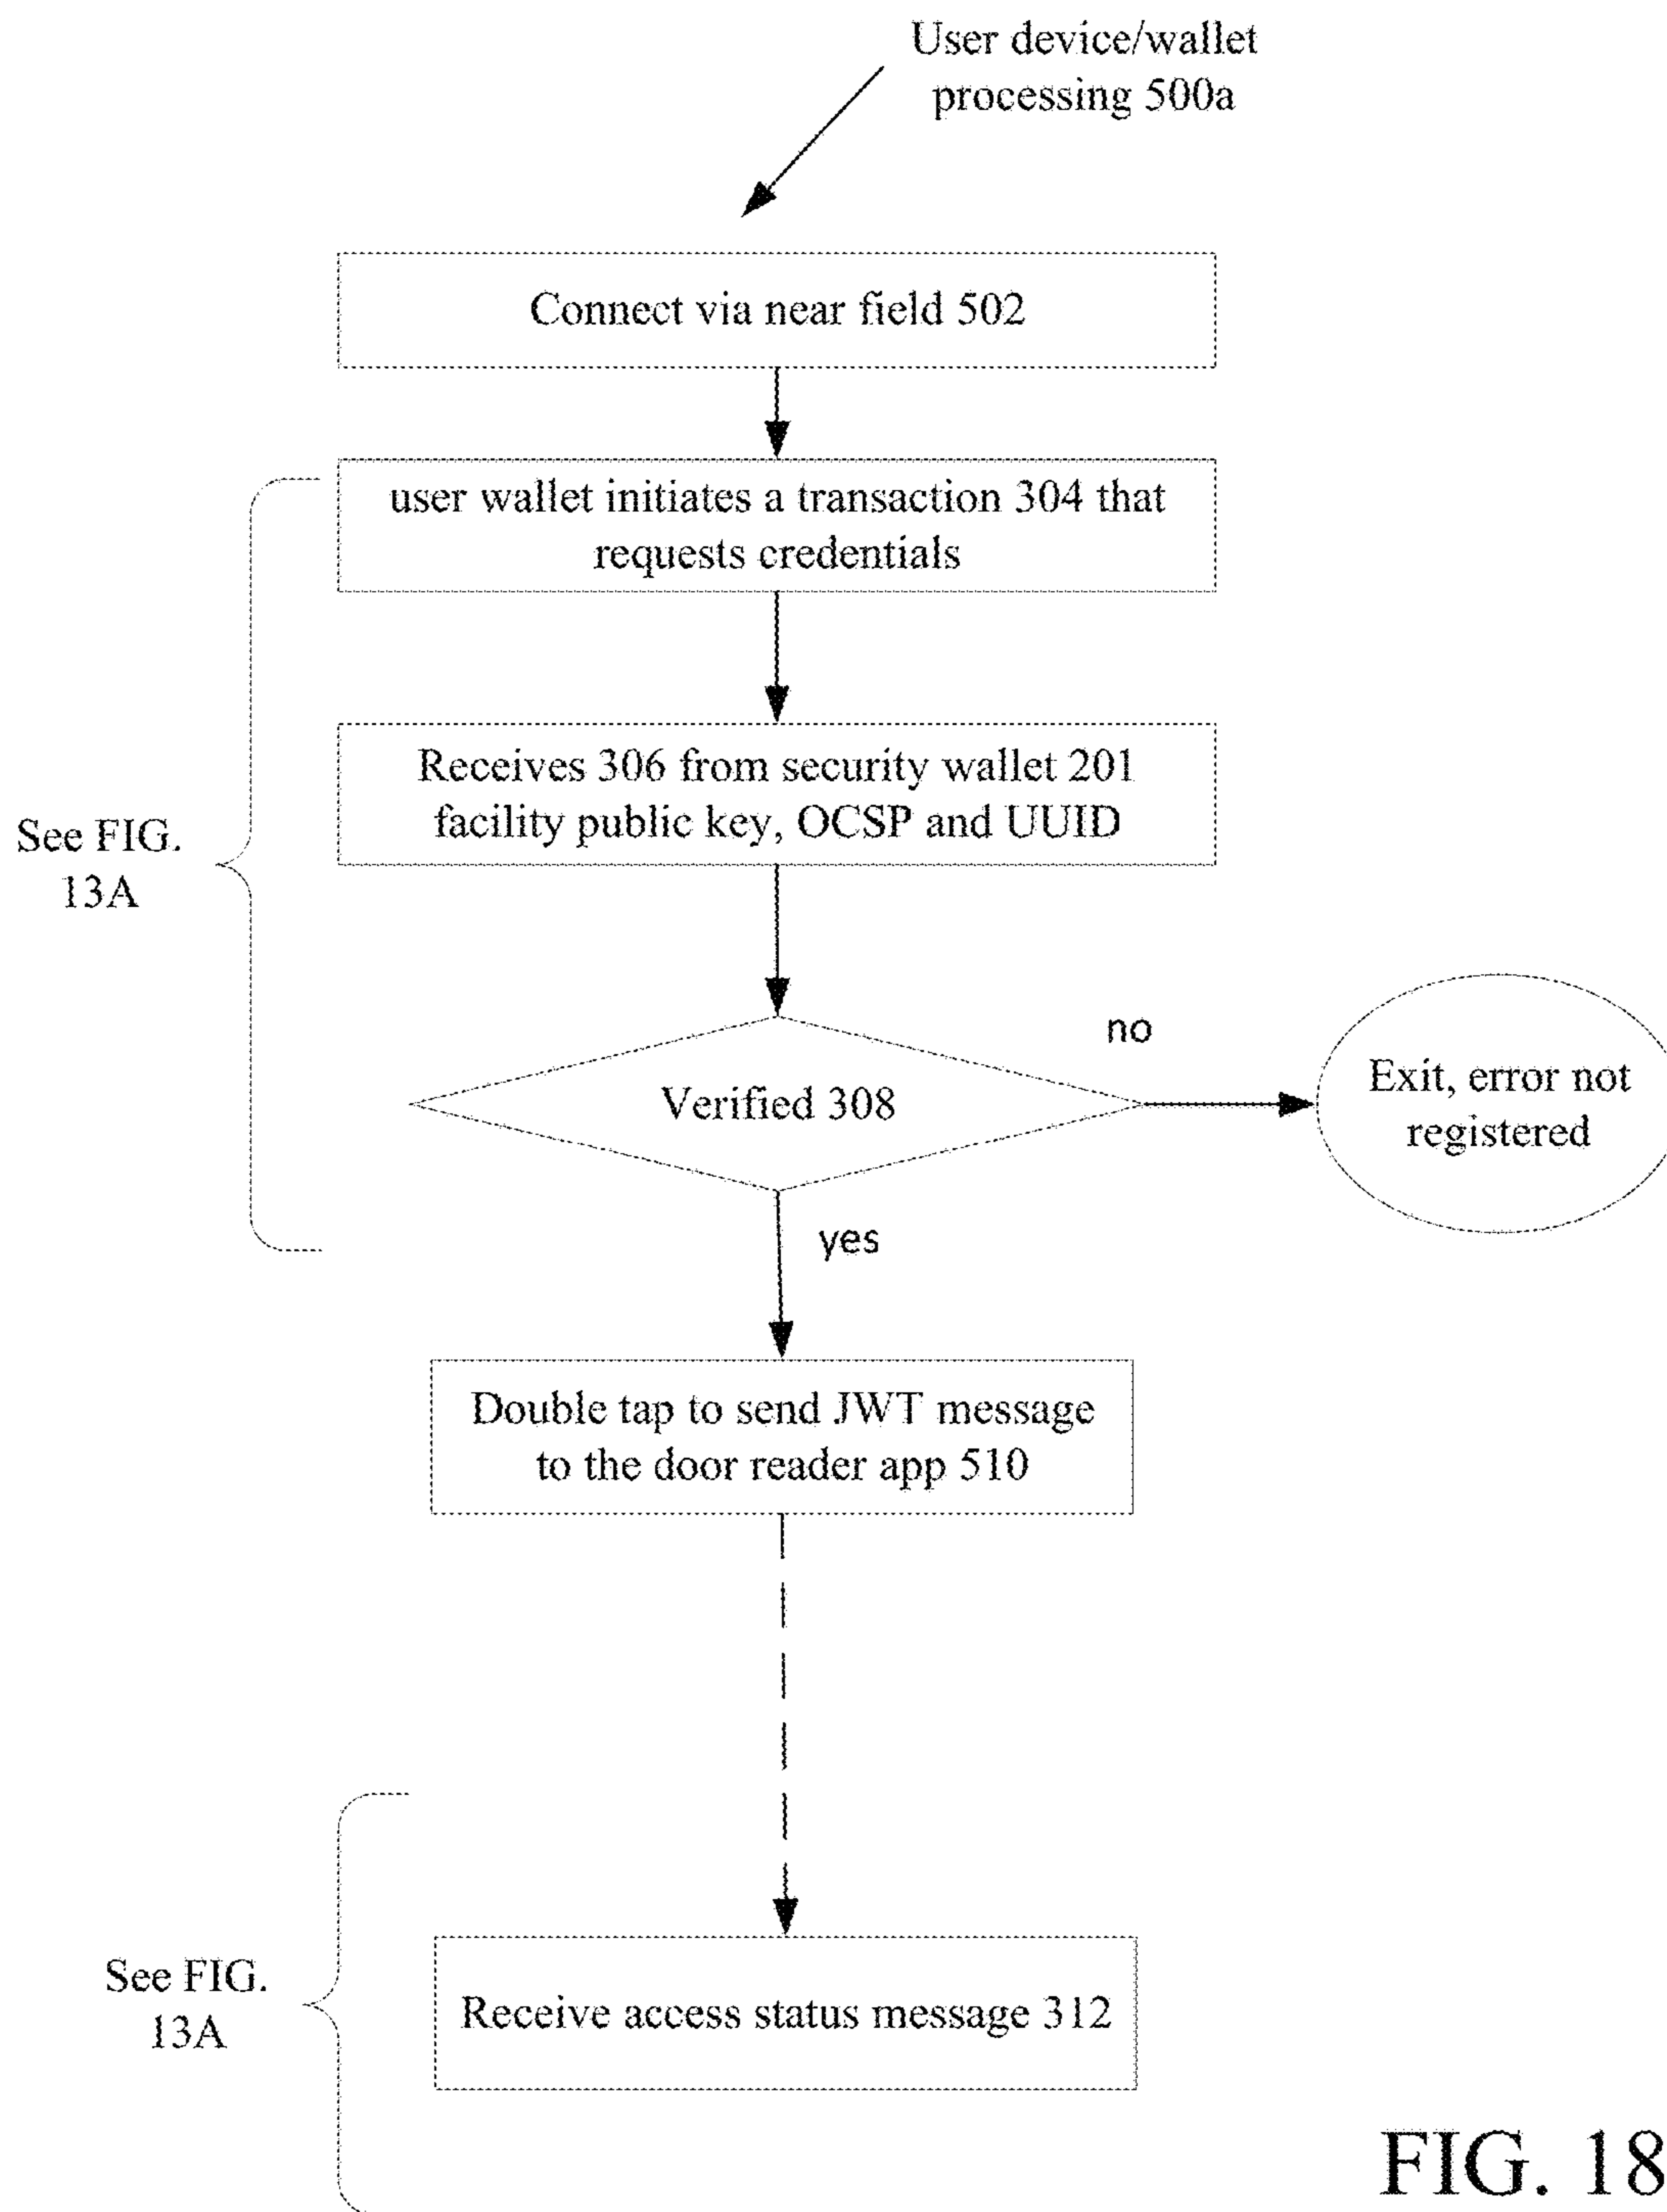 User device/wallet
processing 500a
Connect via near field 502
user wallet initiates a transaction 304 that
requests credentials
Receives 306 from security wallet 201
facility public key, OCSP and UUID
See FIG.
13A
no
Verified 308
Exit, error not
registered
yes
Double tap to send JWT message
to the door reader app 510
See FIG.
13A
Receive access status message 312
FIG. 18